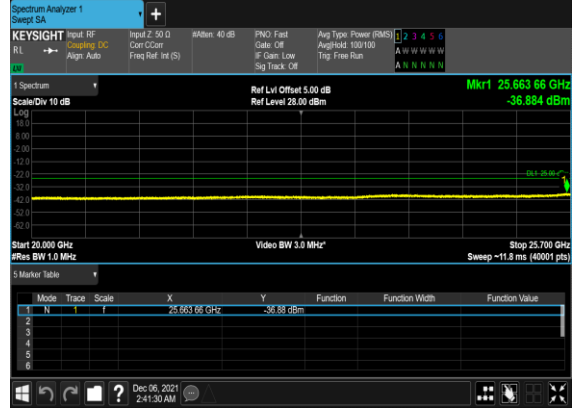 Spectrum Analyzer 1
Swept SA
+
KEYSIGHT Input: RF Input Z: 50 Ω #Atten: 40 dB PNO: Fast Avg Type: Power (RMS) 1 2 3 4 5 6
RL Coupling: DC Corr CCorr Gate: Off Avg|Hold: 100/100 A W W W W W
Align: Auto Freq Ref: Int (S) IF Gain: Low Trig: Free Run
Sig Track: Off A N N N N N
1 Spectrum Ref Lvl Offset 5.00 dB Mkr1 25.663 66 GHz
Scale/Div 10 dB Ref Level 28.00 dBm -36.884 dBm
Log
18.0
8.00
-2.00
-12.0
-22.0
DL1 -25.00
-32.0
-42.0
-52.0
-62.0
Start 20.000 GHz Video BW 3.0 MHz* Stop 25.700 GHz
#Res BW 1.0 MHz Sweep ~11.8 ms (40001 pts)
5 Marker Table
Mode Trace Scale X Y Function Function Width Function Value
1 N 1 f 25.663 66 GHz -36.88 dBm
2
3
4
5
6
? Dec 06, 2021
2:41:30 AM